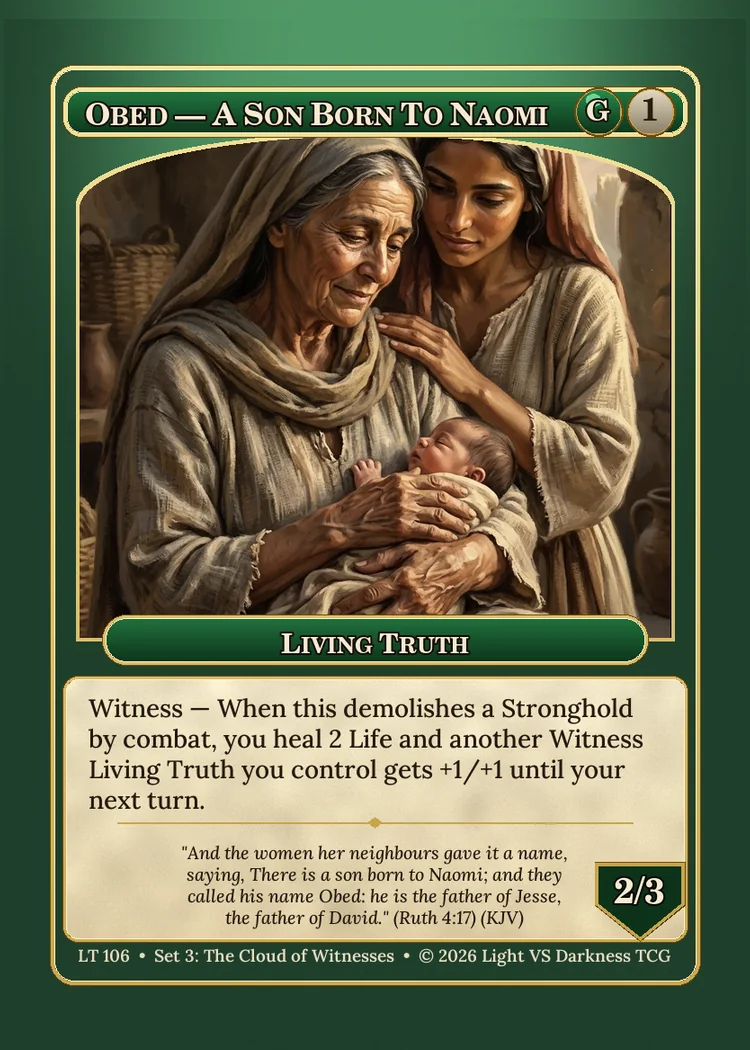 Obed — A Son Born To Naomi G 1
Living Truth
Witness — When this demolishes a Stronghold
by combat, you heal 2 Life and another Witness
Living Truth you control gets +1/+1 until your
next turn.
"And the women her neighbours gave it a name,
saying, There is a son born to Naomi; and they
called his name Obed: he is the father of Jesse,
the father of David." (Ruth 4:17) (KJV)
2/3
LT 106 • Set 3: The Cloud of Witnesses • © 2026 Light VS Darkness TCG